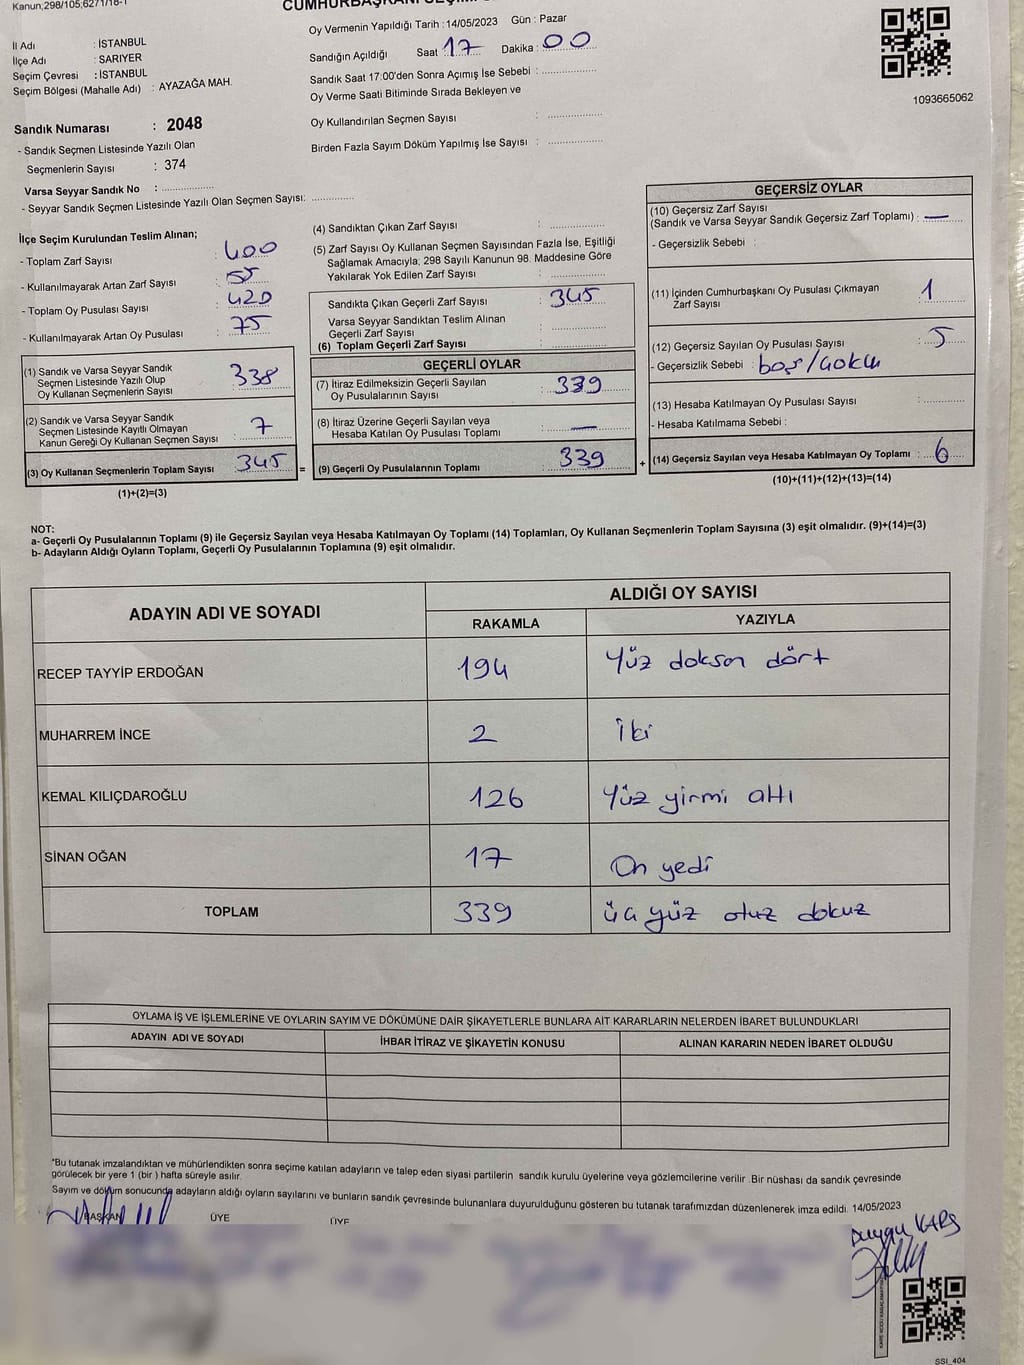 Kanun;298/105,6271/18-1
Oy Vermenin Yapıldığı Tarih : 14/05/2023 Gün : Pazar
İl Adı : İSTANBUL
İlçe Adı : SARIYER
Seçim Çevresi : İSTANBUL
Seçim Bölgesi (Mahalle Adı) : AYAZAĞA MAH.
Sandığın Açıldığı Saat 17 Dakika : 00
Sandık Saat 17:00'den Sonra Açımış İse Sebebi :
Oy Verme Saati Bitiminde Sırada Bekleyen ve
Oy Kullandırılan Seçmen Sayısı :
Birden Fazla Sayım Döküm Yapılmış İse Sayısı :
1093665062
Sandık Numarası : 2048
- Sandık Seçmen Listesinde Yazılı Olan
Seçmenlerin Sayısı : 374
Varsa Seyyar Sandık No :
- Seyyar Sandık Seçmen Listesinde Yazılı Olan Seçmen Sayısı:
İlçe Seçim Kurulundan Teslim Alınan;
- Toplam Zarf Sayısı : 400
- Kullanılmayarak Artan Zarf Sayısı : 55
- Toplam Oy Pusulası Sayısı : 420
- Kullanılmayarak Artan Oy Pusulası : 75
(1) Sandık ve Varsa Seyyar Sandık
Seçmen Listesinde Yazılı Olup
Oy Kullanan Seçmenlerin Sayısı : 338
(2) Sandık ve Varsa Seyyar Sandık
Seçmen Listesinde Kayıtlı Olmayan
Kanun Gereği Oy Kullanan Seçmen Sayısı : 7
(3) Oy Kullanan Seçmenlerin Toplam Sayısı : 345 =
(1)+(2)=(3)
(4) Sandıktan Çıkan Zarf Sayısı :
(5) Zarf Sayısı Oy Kullanan Seçmen Sayısından Fazla İse, Eşitliği
Sağlamak Amacıyla, 298 Sayılı Kanunun 98. Maddesine Göre
Yakılarak Yok Edilen Zarf Sayısı :
Sandıkta Çıkan Geçerli Zarf Sayısı : 345
Varsa Seyyar Sandıktan Teslim Alınan
Geçerli Zarf Sayısı :
(6) Toplam Geçerli Zarf Sayısı :
GEÇERLİ OYLAR
(7) İtiraz Edilmeksizin Geçerli Sayılan
Oy Pusulalarının Sayısı : 339
(8) İtiraz Üzerine Geçerli Sayılan veya
Hesaba Katılan Oy Pusulası Toplamı : —
(9) Geçerli Oy Pusulalarının Toplamı : 339 +
GEÇERSİZ OYLAR
(10) Geçersiz Zarf Sayısı
(Sandık ve Varsa Seyyar Sandık Geçersiz Zarf Toplamı) : —
- Geçersizlik Sebebi :
(11) İçinden Cumhurbaşkanı Oy Pusulası Çıkmayan
Zarf Sayısı : 1
(12) Geçersiz Sayılan Oy Pusulası Sayısı : 5
- Geçersizlik Sebebi : boş/
(13) Hesaba Katılmayan Oy Pusulası Sayısı :
- Hesaba Katılmama Sebebi :
(14) Geçersiz Sayılan veya Hesaba Katılmayan Oy Toplamı : 6
(10)+(11)+(12)+(13)=(14)
NOT:
a- Geçerli Oy Pusulalarının Toplamı (9) ile Geçersiz Sayılan veya Hesaba Katılmayan Oy Toplamı (14) Toplamları, Oy Kullanan Seçmenlerin Toplam Sayısına (3) eşit olmalıdır. (9)+(14)=(3)
b- Adayların Aldığı Oyların Toplamı, Geçerli Oy Pusulalarının Toplamına (9) eşit olmalıdır.
ADAYIN ADI VE SOYADI ALDIĞI OY SAYISI
RAKAMLA YAZIYLA
RECEP TAYYİP ERDOĞAN 194 Yüz doksan dört
MUHARREM İNCE 2 iki
KEMAL KILIÇDAROĞLU 126 Yüz yirmi altı
SİNAN OĞAN 17 On yedi
TOPLAM 339 üç yüz otuz dokuz
OYLAMA İŞ VE İŞLEMLERİNE VE OYLARIN SAYIM VE DÖKÜMÜNE DAİR ŞİKAYETLERLE BUNLARA AİT KARARLARIN NELERDEN İBARET BULUNDUKLARI
ADAYIN ADI VE SOYADI İHBAR İTİRAZ VE ŞİKAYETİN KONUSU ALINAN KARARIN NEDEN İBARET OLDUĞU
*Bu tutanak imzalandıktan ve mühürlendikten sonra seçime katılan adayların ve talep eden siyasi partilerin sandık kurulu üyelerine veya gözlemcilerine verilir .Bir nüshası da sandık çevresinde
görülecek bir yere 1 (bir ) hafta süreyle asılır.
Sayım ve döküm sonucunda adayların aldığı oyların sayılarını ve bunların sandık çevresinde bulunanlara duyurulduğunu gösteren bu tutanak tarafımızdan düzenlenerek imza edildi. 14/05/2023
BAŞKAN ÜYE ÜYE
Duygu KARŞ
SSI_404